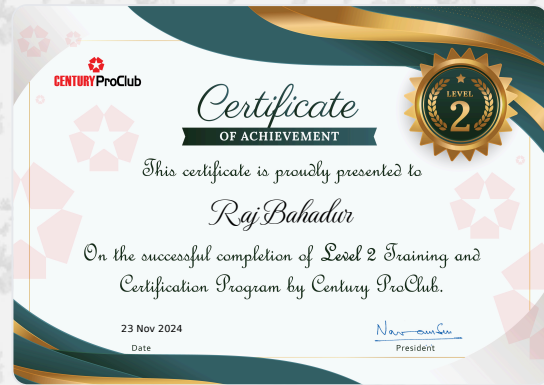 CENTURY ProClub
LEVEL
2
Certificate
OF ACHIEVEMENT
This certificate is proudly presented to
Raj Bahadur
On the successful completion of Level 2 Training and
Certification Program by Century ProClub.
23 Nov 2024
Date
President